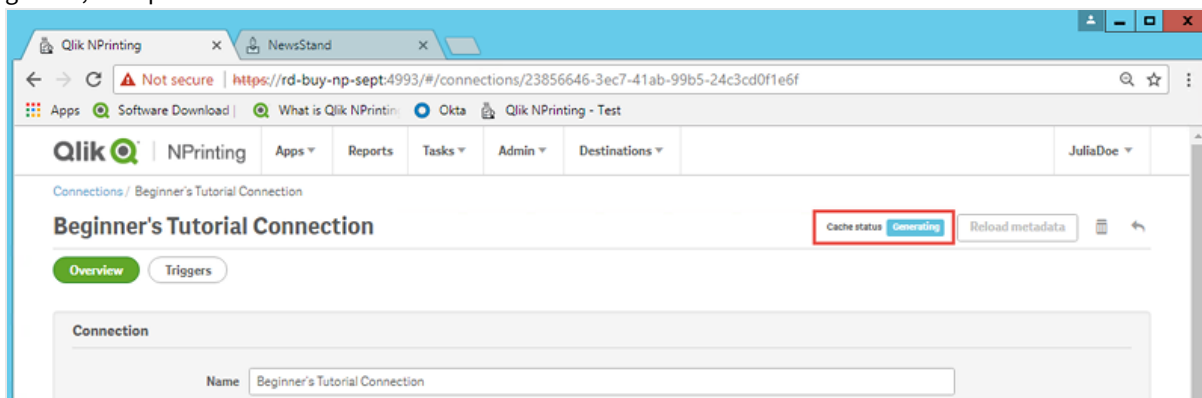 Qlik NPrinting NewsStand
Not secure https://rd-buy-np-sept:4993/#/connections/23856646-3ec7-41ab-99b5-24c3cd0f1e6f
Apps Software Download | What is Qlik NPrinting Okta Qlik NPrinting - Test
Qlik NPrinting Apps Reports Tasks Admin Destinations JuliaDoe
Connections / Beginner's Tutorial Connection
Beginner's Tutorial Connection Cache status Generating Reload metadata
Overview Triggers
Connection
Name Beginner's Tutorial Connection